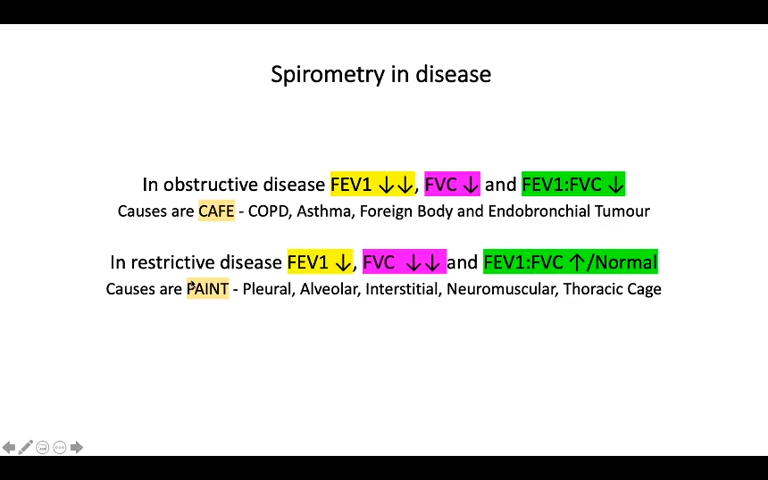 Spirometry in disease
In obstructive disease FEV1 ↓↓, FVC ↓ and FEV1:FVC ↓
Causes are CAFE - COPD, Asthma, Foreign Body and Endobronchial Tumour
In restrictive disease FEV1 ↓, FVC ↓↓ and FEV1:FVC ↑/Normal
Causes are PAINT - Pleural, Alveolar, Interstitial, Neuromuscular, Thoracic Cage